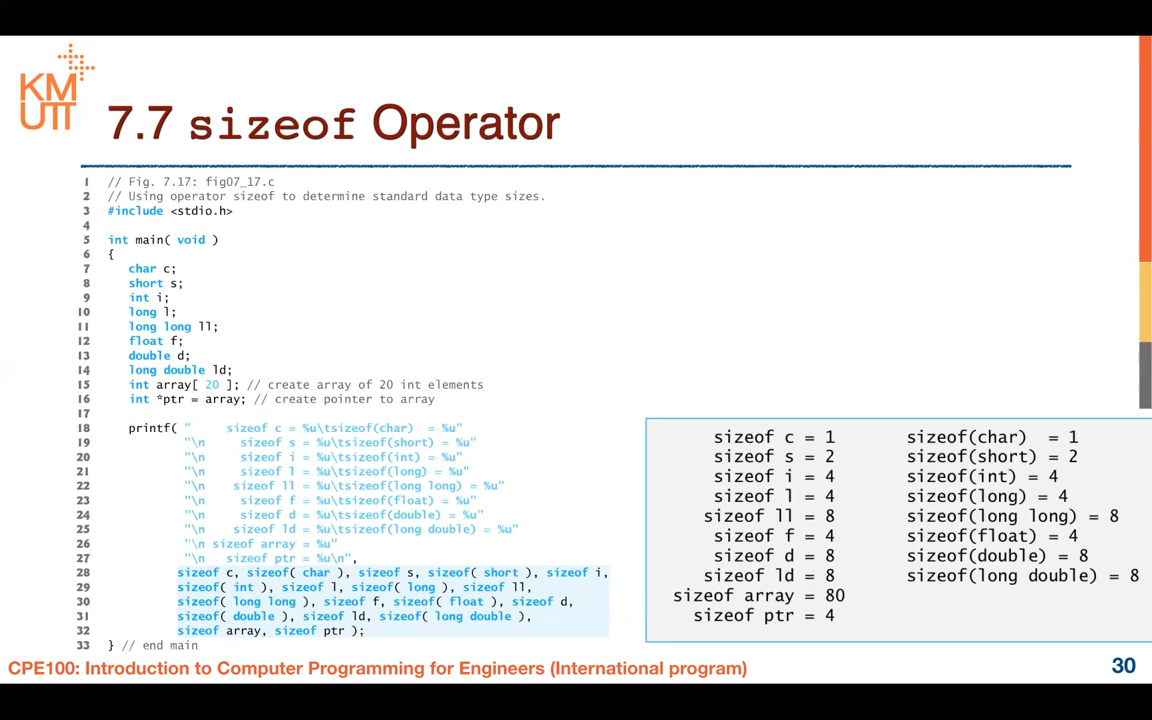 KM
UTT
7.7 sizeof Operator
1 // Fig. 7.17: fig07_17.c
2 // Using operator sizeof to determine standard data type sizes.
3 #include <stdio.h>
4
5 int main( void )
6 {
7 char c;
8 short s;
9 int i;
10 long l;
11 long long ll;
12 float f;
13 double d;
14 long double ld;
15 int array[ 20 ]; // create array of 20 int elements
16 int *ptr = array; // create pointer to array
17
18 printf( "     sizeof c = %u\tsizeof(char)  = %u"
19 "\n     sizeof s = %u\tsizeof(short) = %u"
20 "\n     sizeof i = %u\tsizeof(int) = %u"
21 "\n     sizeof l = %u\tsizeof(long) = %u"
22 "\n    sizeof ll = %u\tsizeof(long long) = %u"
23 "\n     sizeof f = %u\tsizeof(float) = %u"
24 "\n     sizeof d = %u\tsizeof(double) = %u"
25 "\n    sizeof ld = %u\tsizeof(long double) = %u"
26 "\n sizeof array = %u"
27 "\n   sizeof ptr = %u\n",
28 sizeof c, sizeof( char ), sizeof s, sizeof( short ), sizeof i,
29 sizeof( int ), sizeof l, sizeof( long ), sizeof ll,
30 sizeof( long long ), sizeof f, sizeof( float ), sizeof d,
31 sizeof( double ), sizeof ld, sizeof( long double ),
32 sizeof array, sizeof ptr );
33 } // end main
sizeof c = 1 sizeof(char)  = 1
sizeof s = 2 sizeof(short) = 2
sizeof i = 4 sizeof(int) = 4
sizeof l = 4 sizeof(long) = 4
sizeof ll = 8 sizeof(long long) = 8
sizeof f = 4 sizeof(float) = 4
sizeof d = 8 sizeof(double) = 8
sizeof ld = 8 sizeof(long double) = 8
sizeof array = 80
sizeof ptr = 4
CPE100: Introduction to Computer Programming for Engineers (International program)
30